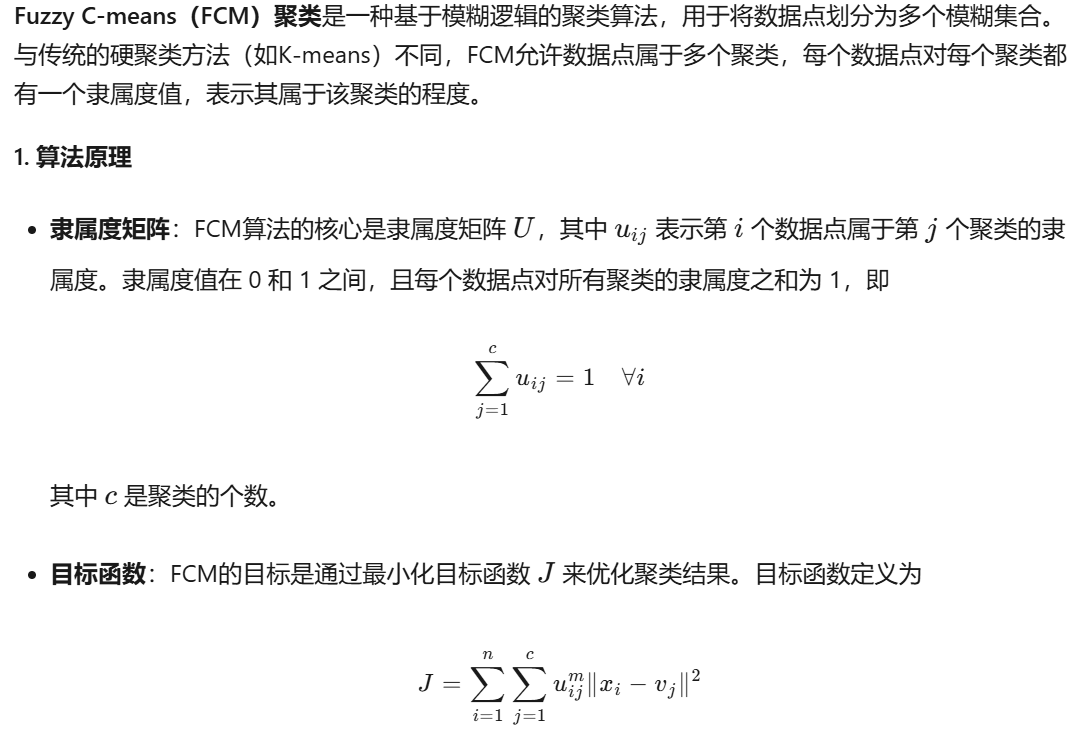 Fuzzy C-means（FCM）聚类是一种基于模糊逻辑的聚类算法，用于将数据点划分为多个模糊集合。
与传统的硬聚类方法（如K-means）不同，FCM允许数据点属于多个聚类，每个数据点对每个聚类都
有一个隶属度值，表示其属于该聚类的程度。
1. 算法原理
• 隶属度矩阵：FCM算法的核心是隶属度矩阵 U，其中 u_{ij} 表示第 i 个数据点属于第 j 个聚类的隶
属度。隶属度值在 0 和 1 之间，且每个数据点对所有聚类的隶属度之和为 1，即
\sum_{j=1}^{c} u_{ij} = 1 \quad \forall i
其中 c 是聚类的个数。
• 目标函数：FCM的目标是通过最小化目标函数 J 来优化聚类结果。目标函数定义为
J = \sum_{i=1}^{n} \sum_{j=1}^{c} u_{ij}^{m} \|x_i - v_j\|^2